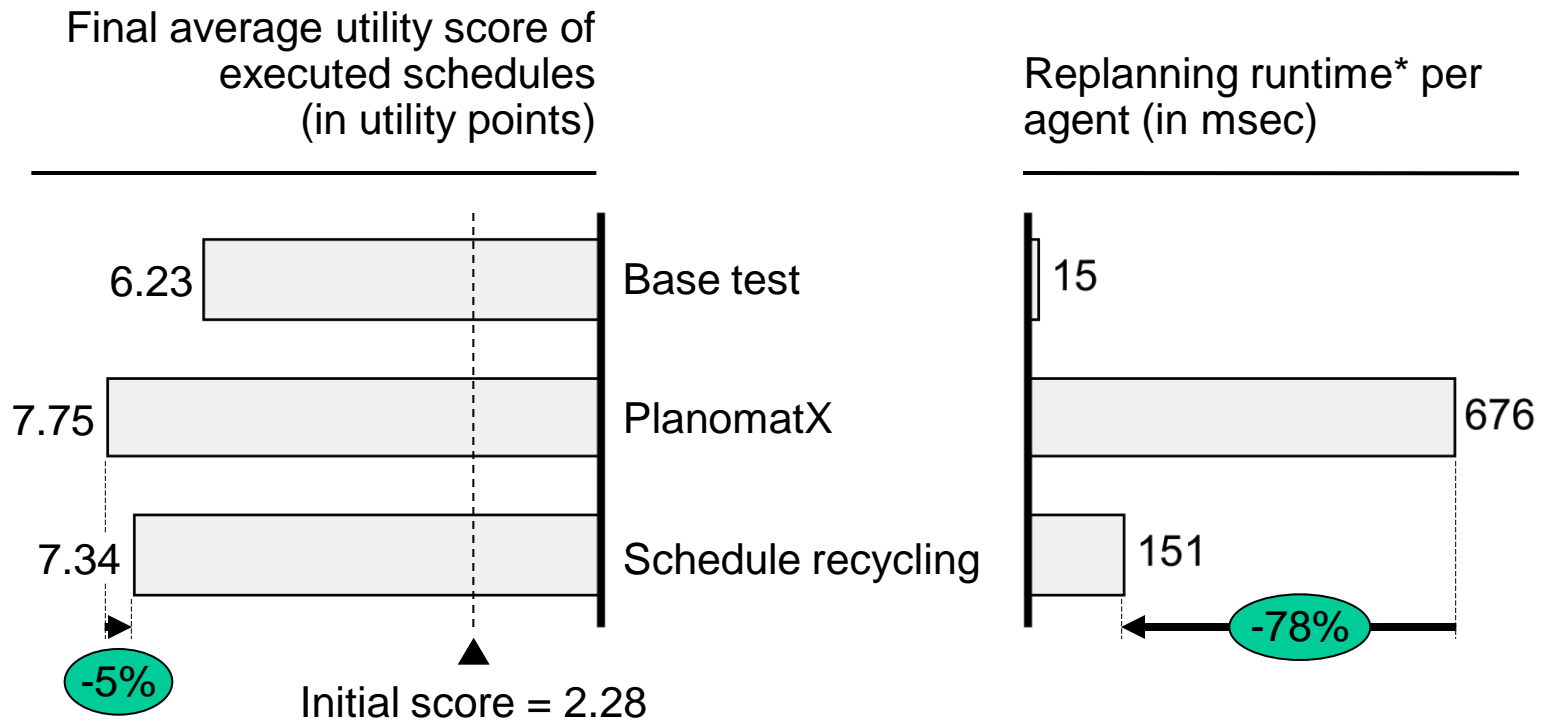 Final average utility score of
executed schedules
(in utility points)
Replanning runtime* per
agent (in msec)
6.23
Base test
15
7.75
PlanomatX
676
7.34
Schedule recycling
151
-5%
-78%
Initial score = 2.28